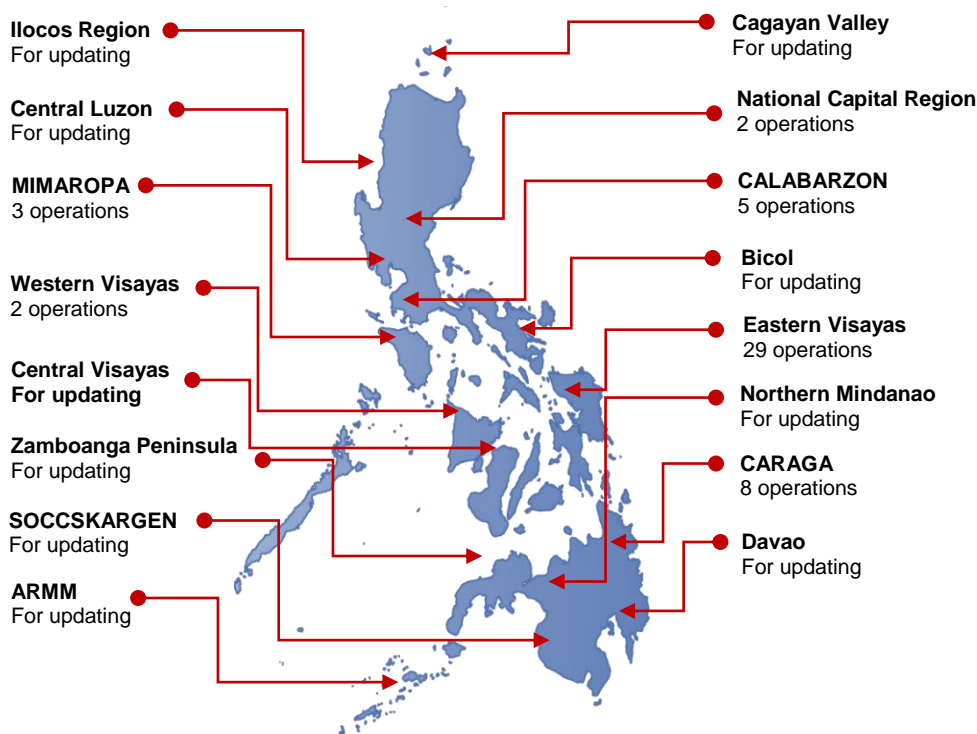 Ilocos Region
For updating
Central Luzon
For updating
MIMAROPA
3 operations
Western Visayas
2 operations
Central Visayas
For updating
Zamboanga Peninsula
For updating
SOCCSKARGEN
For updating
ARMM
For updating
Cagayan Valley
For updating
National Capital Region
2 operations
CALABARZON
5 operations
Bicol
For updating
Eastern Visayas
29 operations
Northern Mindanao
For updating
CARAGA
8 operations
Davao
For updating